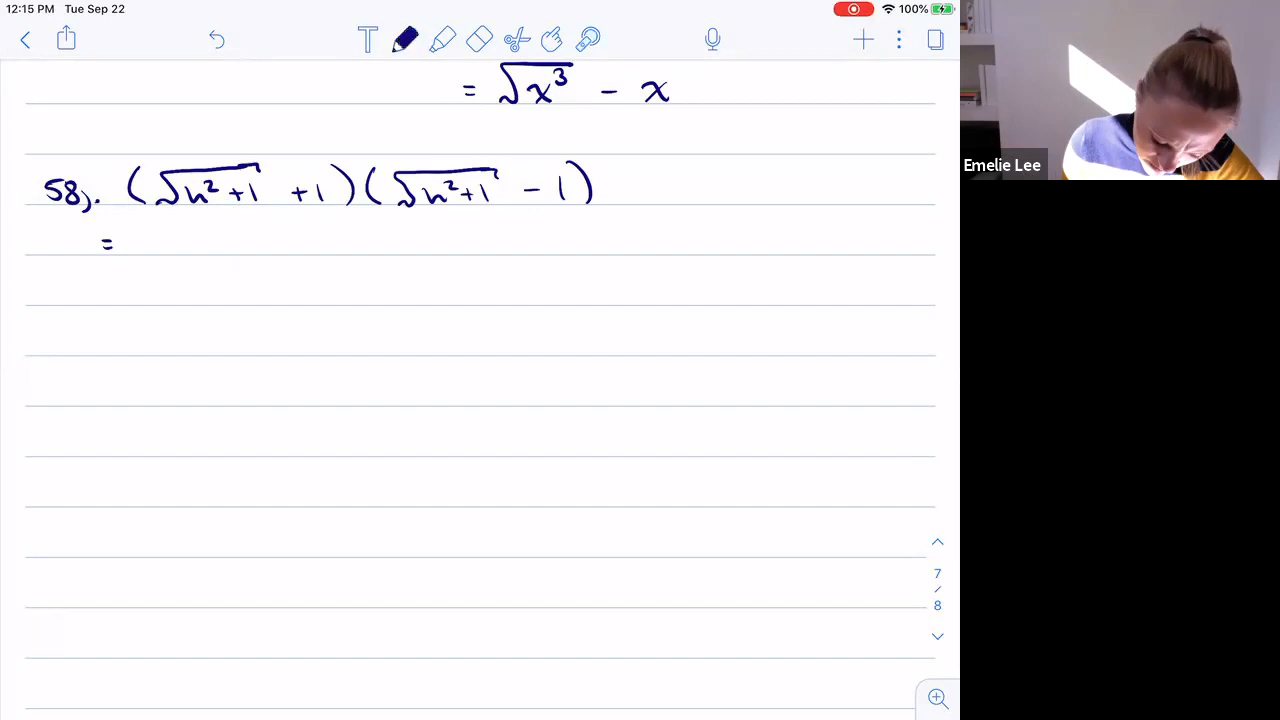 12:15 PM Tue Sep 22
100%
T
= √x³ - x
58). (√h²+1 +1)(√h²+1 - 1)
=
Emelie Lee
7
/
8